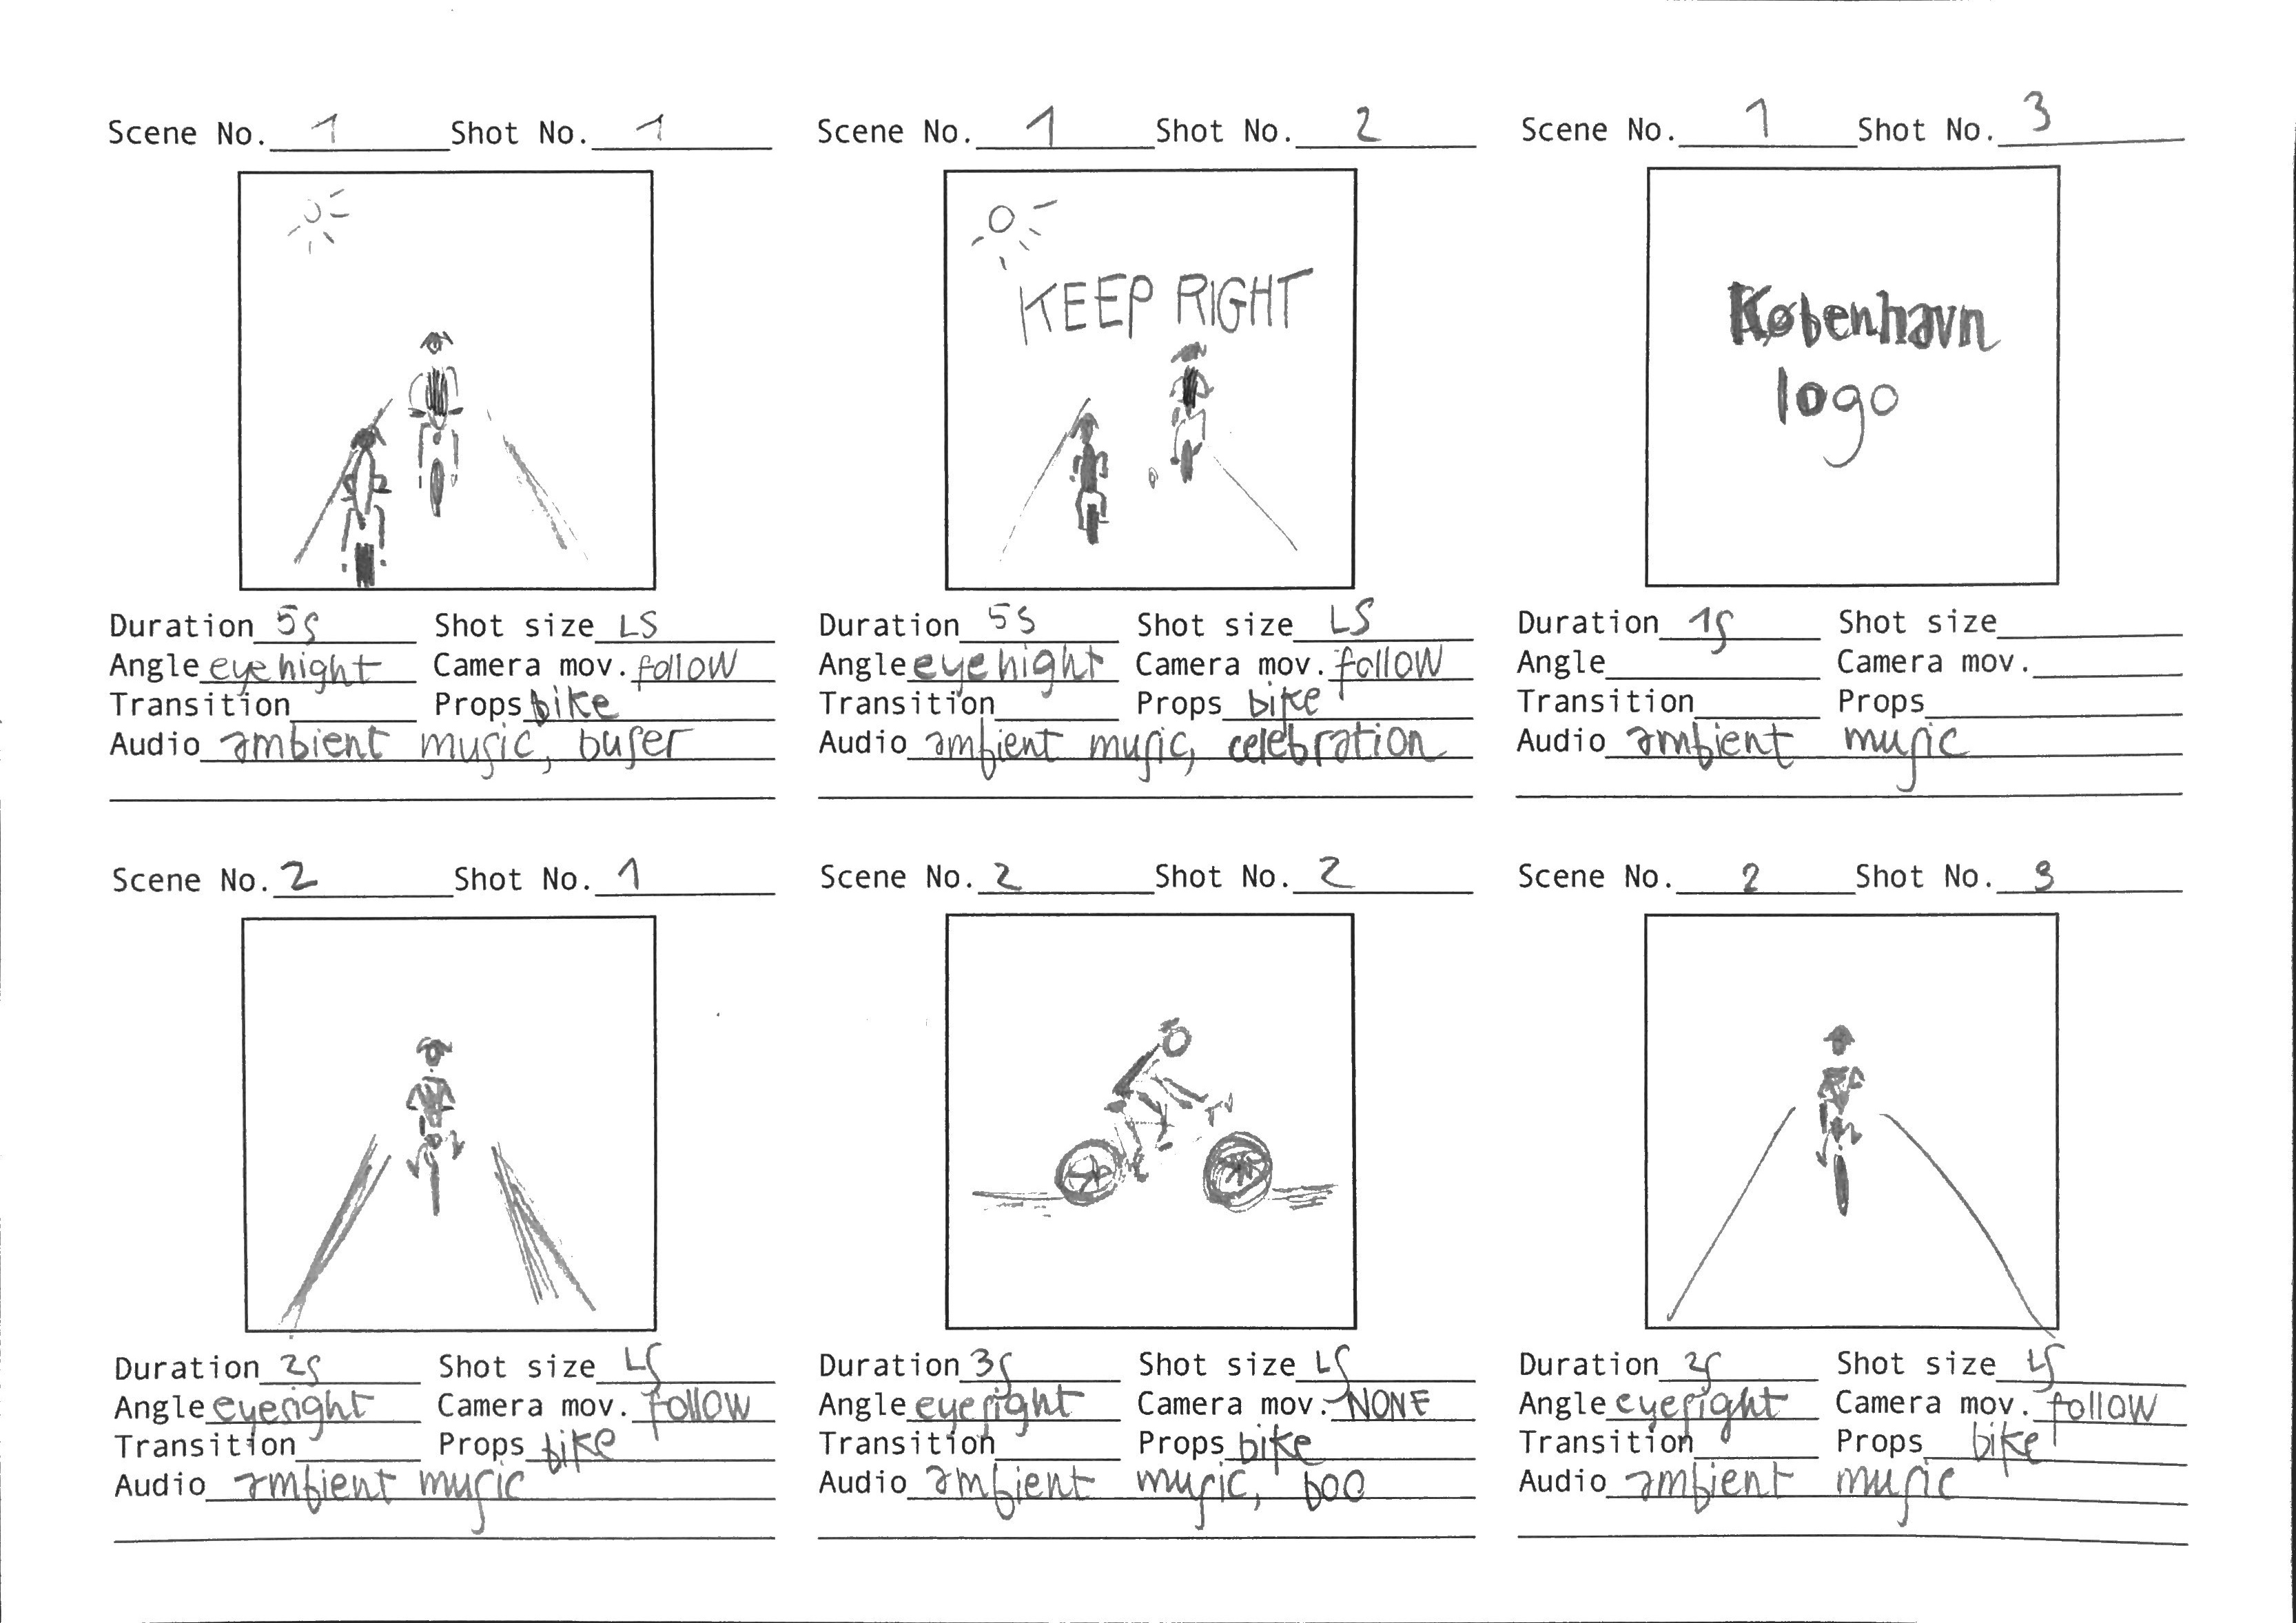 Scene No. 1 Shot No. 1
Duration 5s Shot size LS
Angle eye hight Camera mov. follow
Transition Props bike
Audio ambient music, buser
Scene No. 1 Shot No. 2
KEEP RIGHT
Duration 5s Shot size LS
Angle eye hight Camera mov. follow
Transition Props bike
Audio ambient music, celebration
Scene No. 1 Shot No. 3
København
logo
Duration 1s Shot size
Angle Camera mov.
Transition Props
Audio ambient music
Scene No. 2 Shot No. 1
Duration 2s Shot size LS
Angle eyesight Camera mov. follow
Transition Props bike
Audio ambient music
Scene No. 2 Shot No. 2
Duration 3s Shot size LS
Angle eyesight Camera mov. NONE
Transition Props bike
Audio ambient music, boo
Scene No. 2 Shot No. 3
Duration 2s Shot size LS
Angle eyesight Camera mov. follow
Transition Props bike
Audio ambient music